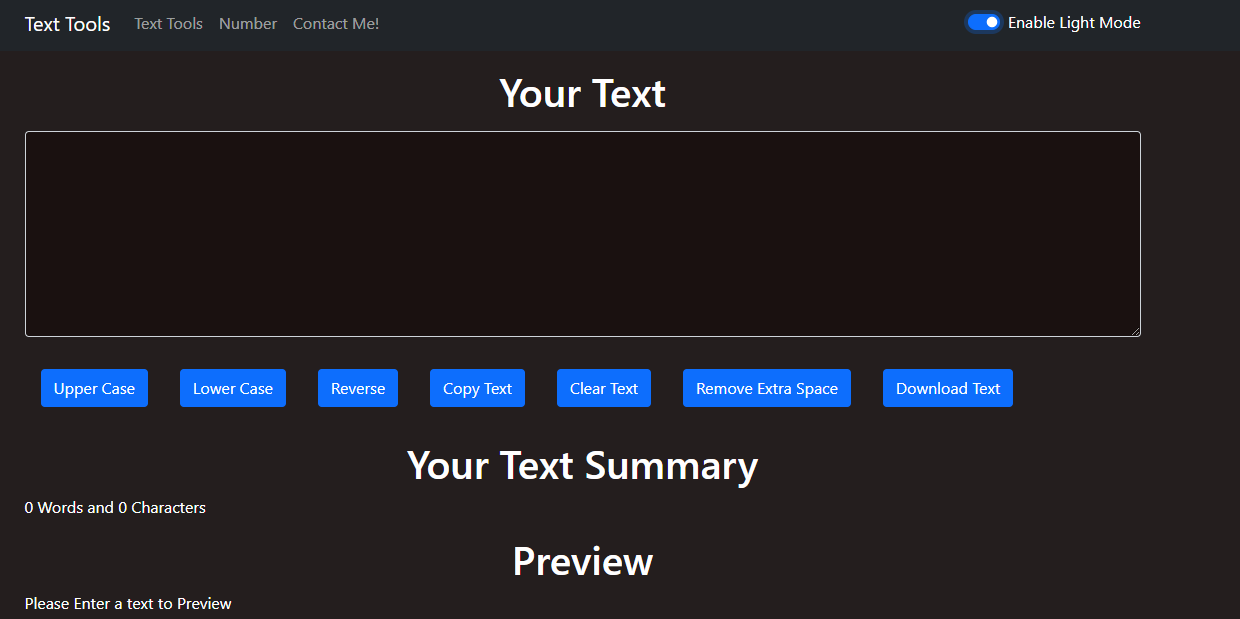 Text Tools Text Tools Number Contact Me! Enable Light Mode
Your Text
Upper Case Lower Case Reverse Copy Text Clear Text Remove Extra Space Download Text
Your Text Summary
0 Words and 0 Characters
Preview
Please Enter a text to Preview